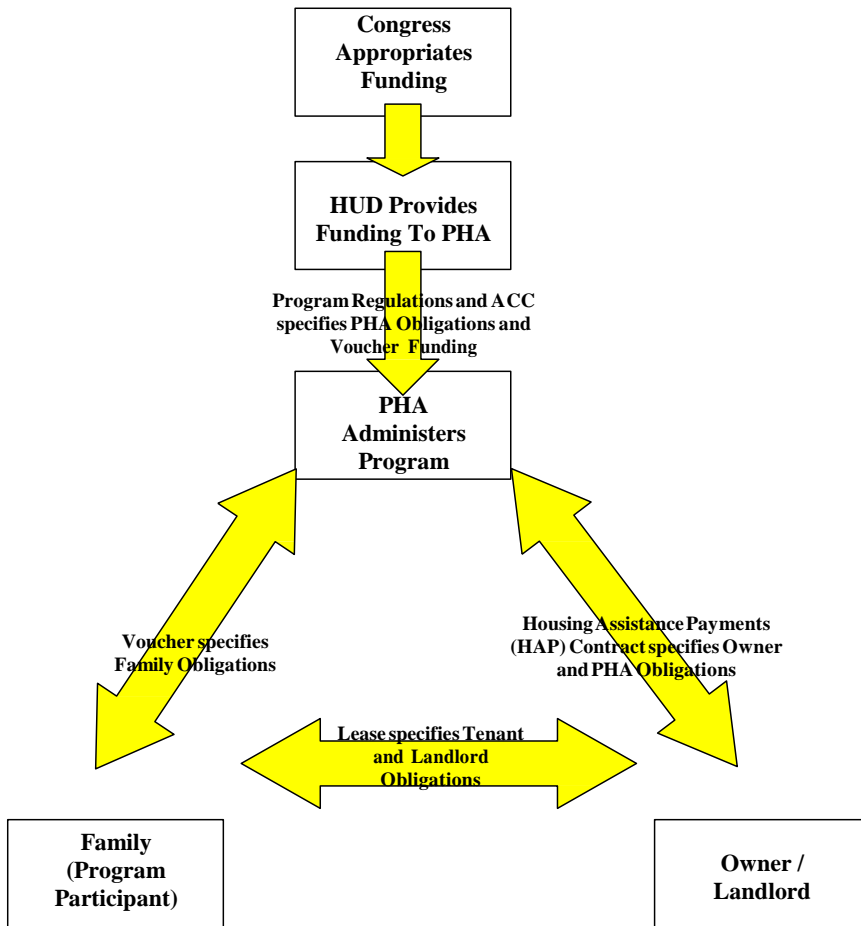 Congress
Appropriates
Funding
HUD Provides
Funding To PHA
Program Regulations and ACC
specifies PHA Obligations and
Voucher Funding
PHA
Administers
Program
Voucher specifies
Family Obligations
Housing Assistance Payments
(HAP) Contract specifies Owner
and PHA Obligations
Lease specifies Tenant
and Landlord
Obligations
Family
(Program
Participant)
Owner /
Landlord